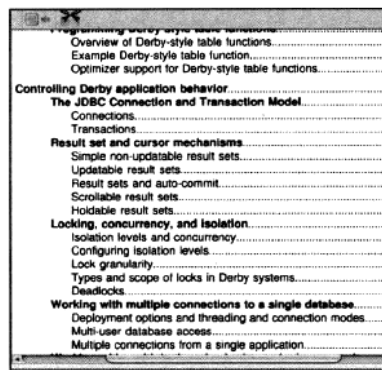 Programming Derby-style table functions
Overview of Derby-style table functions
Example Derby-style table function
Optimizer support for Derby-style table functions
Controlling Derby application behavior
The JDBC Connection and Transaction Model
Connections
Transactions
Result set and cursor mechanisms
Simple non-updatable result sets
Updatable result sets
Result sets and auto-commit
Scrollable result sets
Holdable result sets
Locking, concurrency, and isolation
Isolation levels and concurrency
Configuring isolation levels
Lock granularity
Types and scope of locks in Derby systems
Deadlocks
Working with multiple connections to a single database
Deployment options and threading and connection modes
Multi-user database access
Multiple connections from a single application